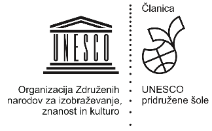 Članica
UNESCO
Organizacija Združenih
narodov za izobraževanje,
znanost in kulturo
UNESCO
pridružene šole